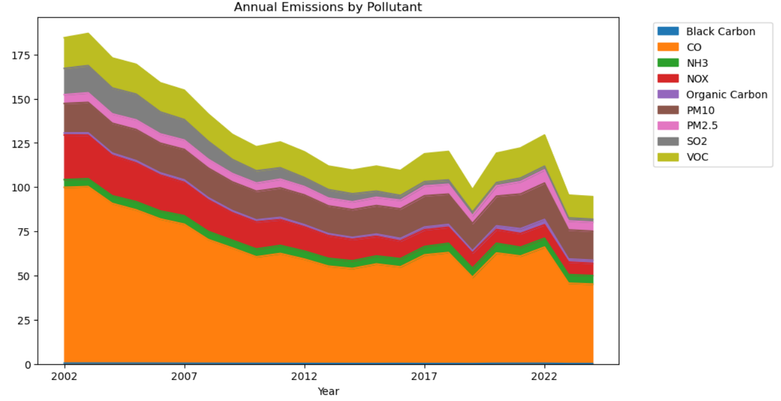 Annual Emissions by Pollutant
175
150
125
100
75
50
25
0
2002
2007
2012
2017
2022
Year
Black Carbon
CO
NH3
NOX
Organic Carbon
PM10
PM2.5
SO2
VOC